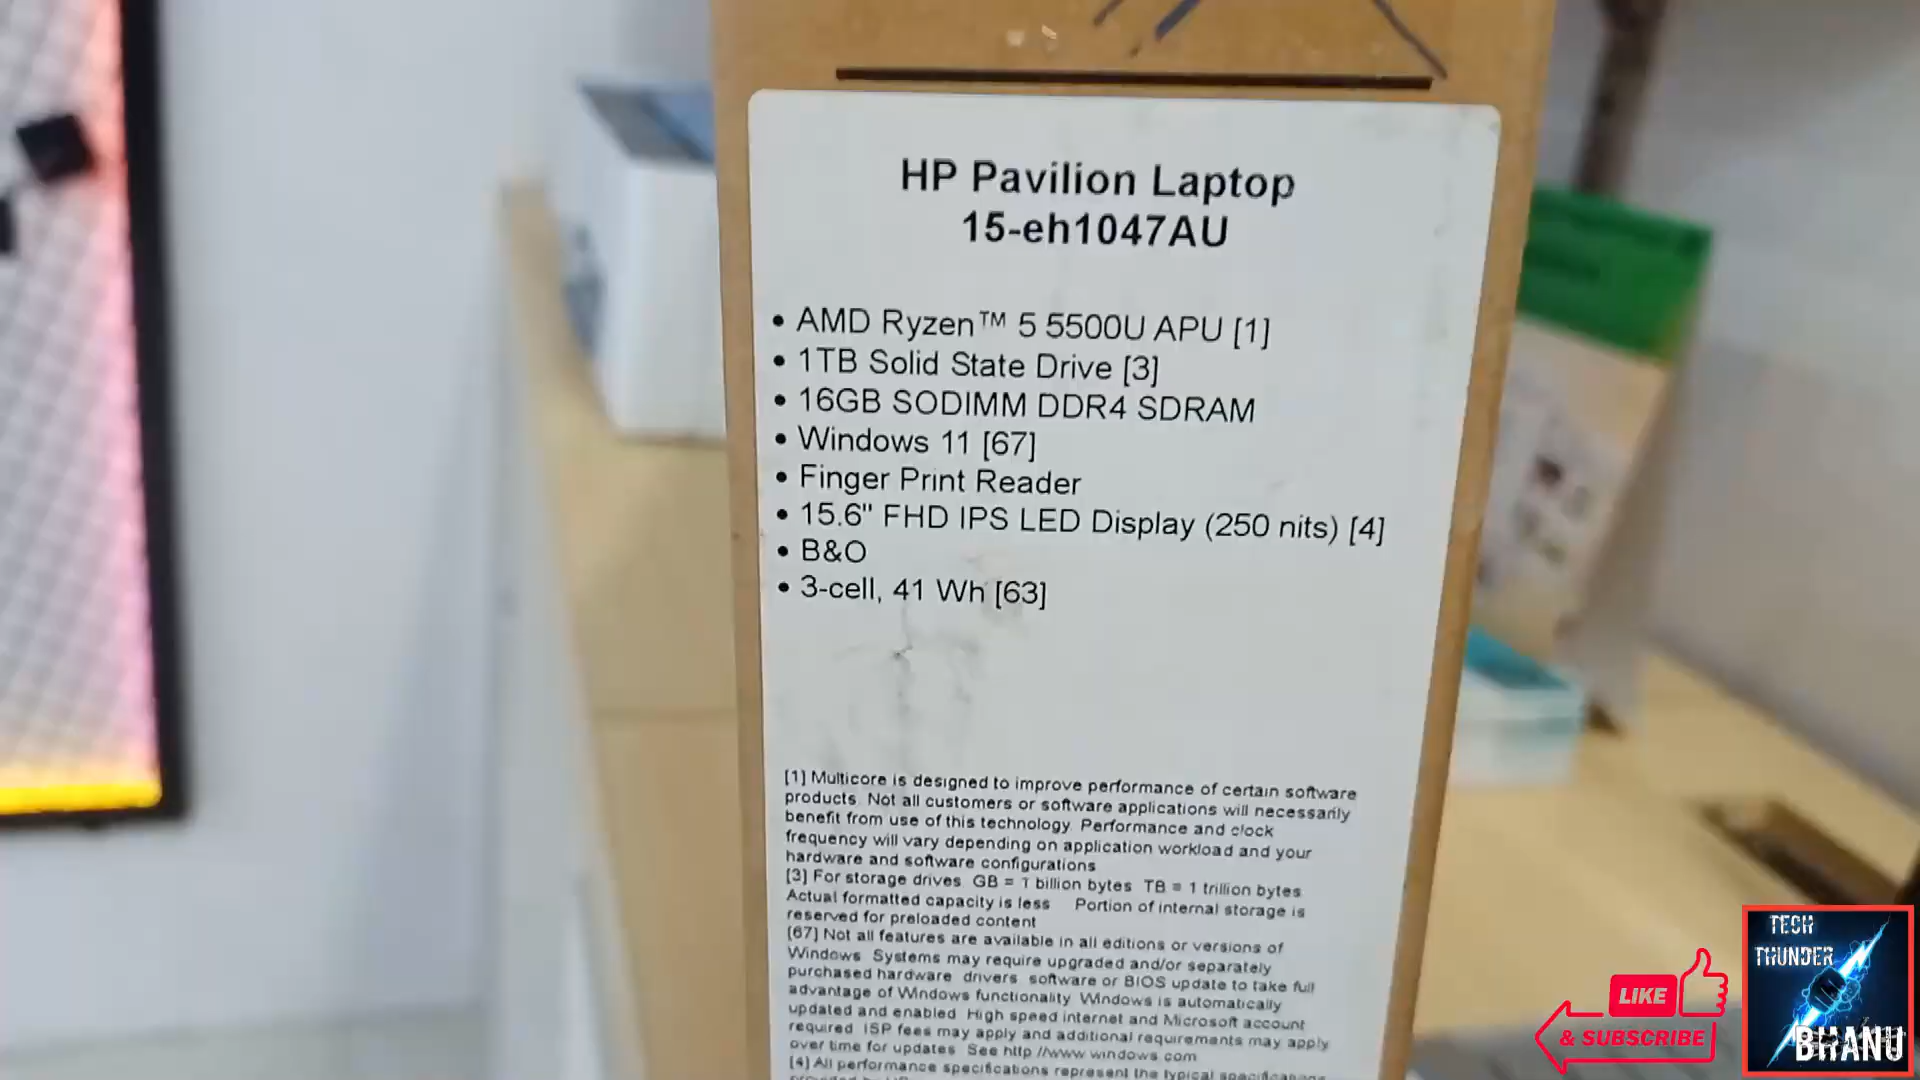 HP Pavilion Laptop
15-eh1047AU
• AMD Ryzen™ 5 5500U APU [1]
• 1TB Solid State Drive [3]
• 16GB SODIMM DDR4 SDRAM
• Windows 11 [67]
• Finger Print Reader
• 15.6" FHD IPS LED Display (250 nits) [4]
• B&O
• 3-cell, 41 Wh [63]
[1] Multicore is designed to improve performance of certain software
products. Not all customers or software applications will necessarily
benefit from use of this technology. Performance and clock
frequency will vary depending on application workload and your
hardware and software configurations
[3] For storage drives GB = 1 billion bytes TB = 1 trillion bytes
Actual formatted capacity is less Portion of internal storage is
reserved for preloaded content
[67] Not all features are available in all editions or versions of
Windows Systems may require upgraded and/or separately
purchased hardware drivers software or BIOS update to take full
advantage of Windows functionality Windows is automatically
updated and enabled High speed internet and Microsoft account
required ISP fees may apply and additional requirements may apply
over time for updates See http //www windows com
[4] All performance specifications represent the typical specifications
LIKE
& SUBSCRIBE
TECH
THUNDER
BHANU